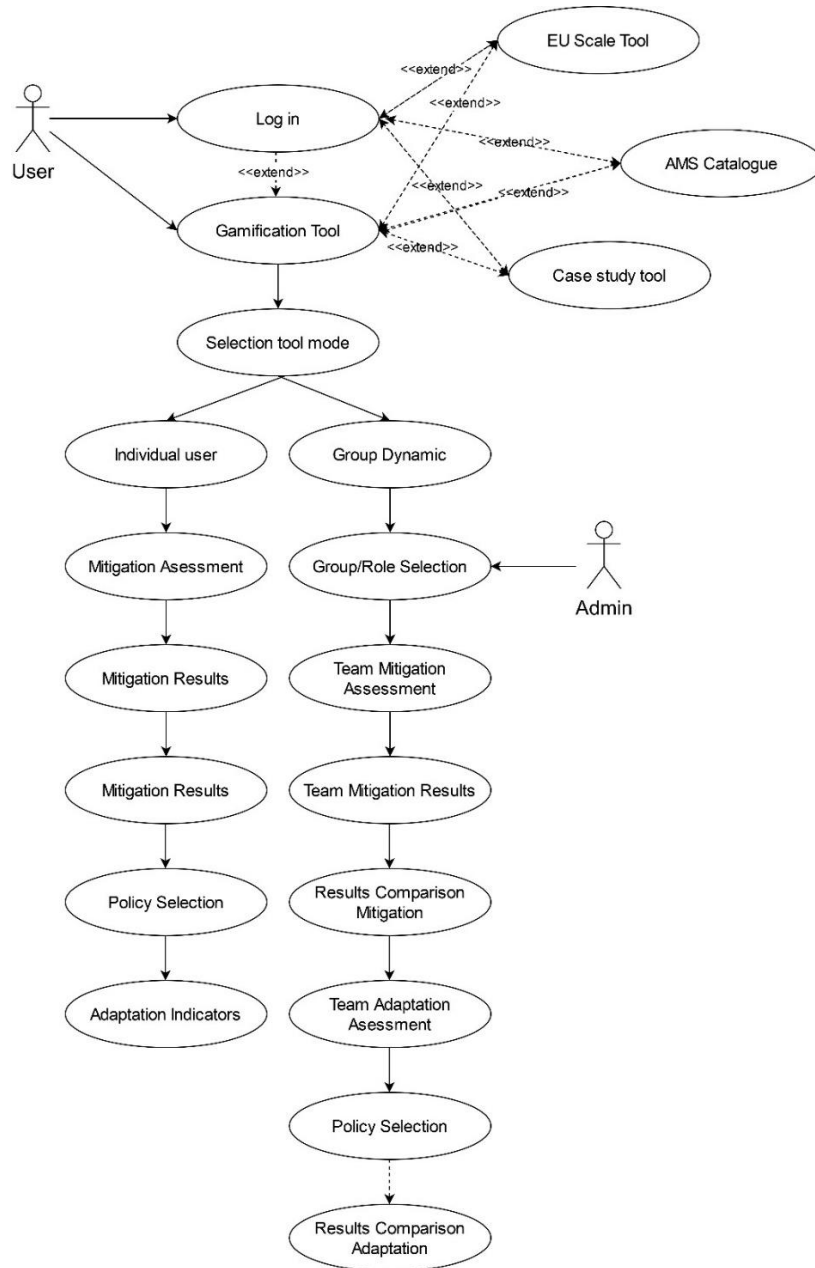 EU Scale Tool
<<extend>>
<<extend>>
User
Log in
<<extend>>
AMS Catalogue
<<extend>>
<<extend>>
<<extend>>
Gamification Tool
<<extend>>
Case study tool
Selection tool mode
Individual user
Group Dynamic
Mitigation Asessment
Group/Role Selection
Admin
Mitigation Results
Team Mitigation
Assessment
Mitigation Results
Team Mitigation Results
Policy Selection
Results Comparison
Mitigation
Adaptation Indicators
Team Adaptation
Asessment
Policy Selection
Results Comparison
Adaptation